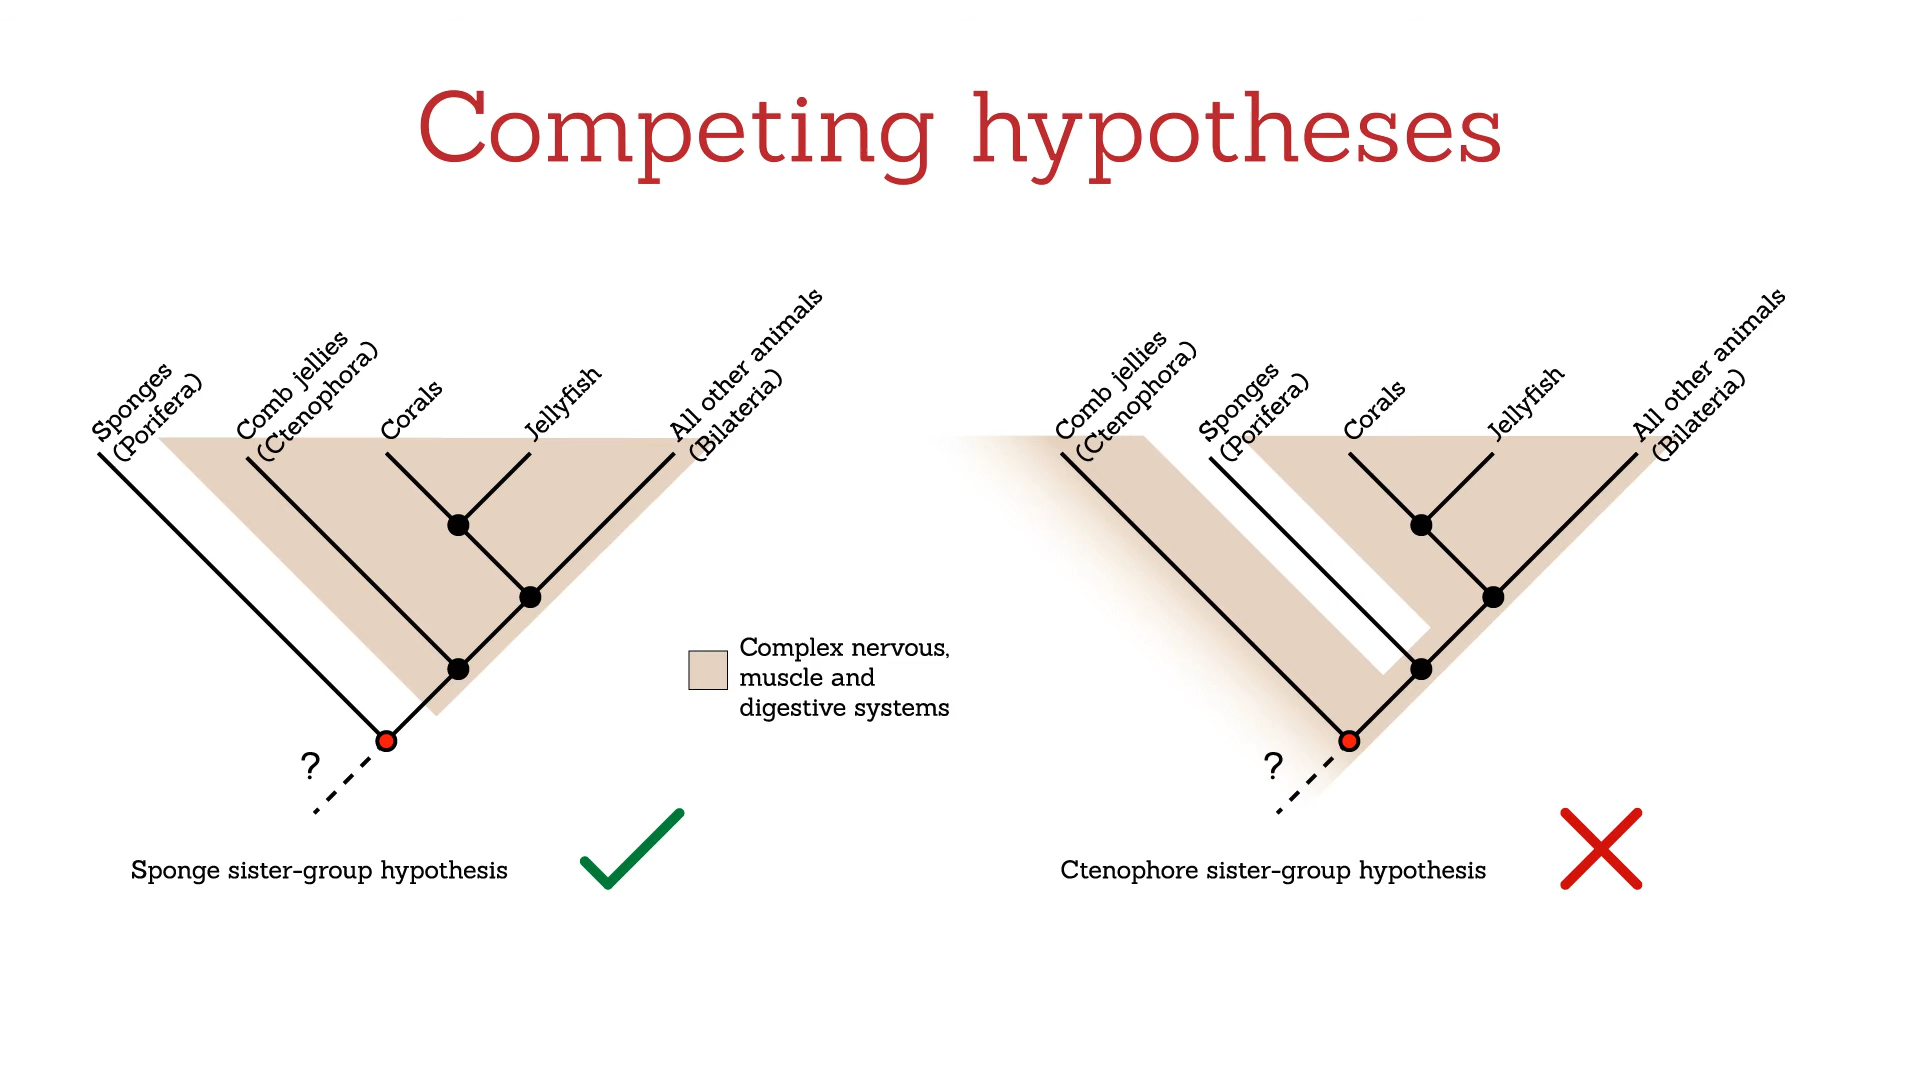 Competing hypotheses
Sponges
(Porifera)
Comb jellies
(Ctenophora)
Corals
Jellyfish
All other animals
(Bilateria)
?
Sponge sister-group hypothesis
Complex nervous,
muscle and
digestive systems
Comb jellies
(Ctenophora)
Sponges
(Porifera)
Corals
Jellyfish
All other animals
(Bilateria)
?
Ctenophore sister-group hypothesis